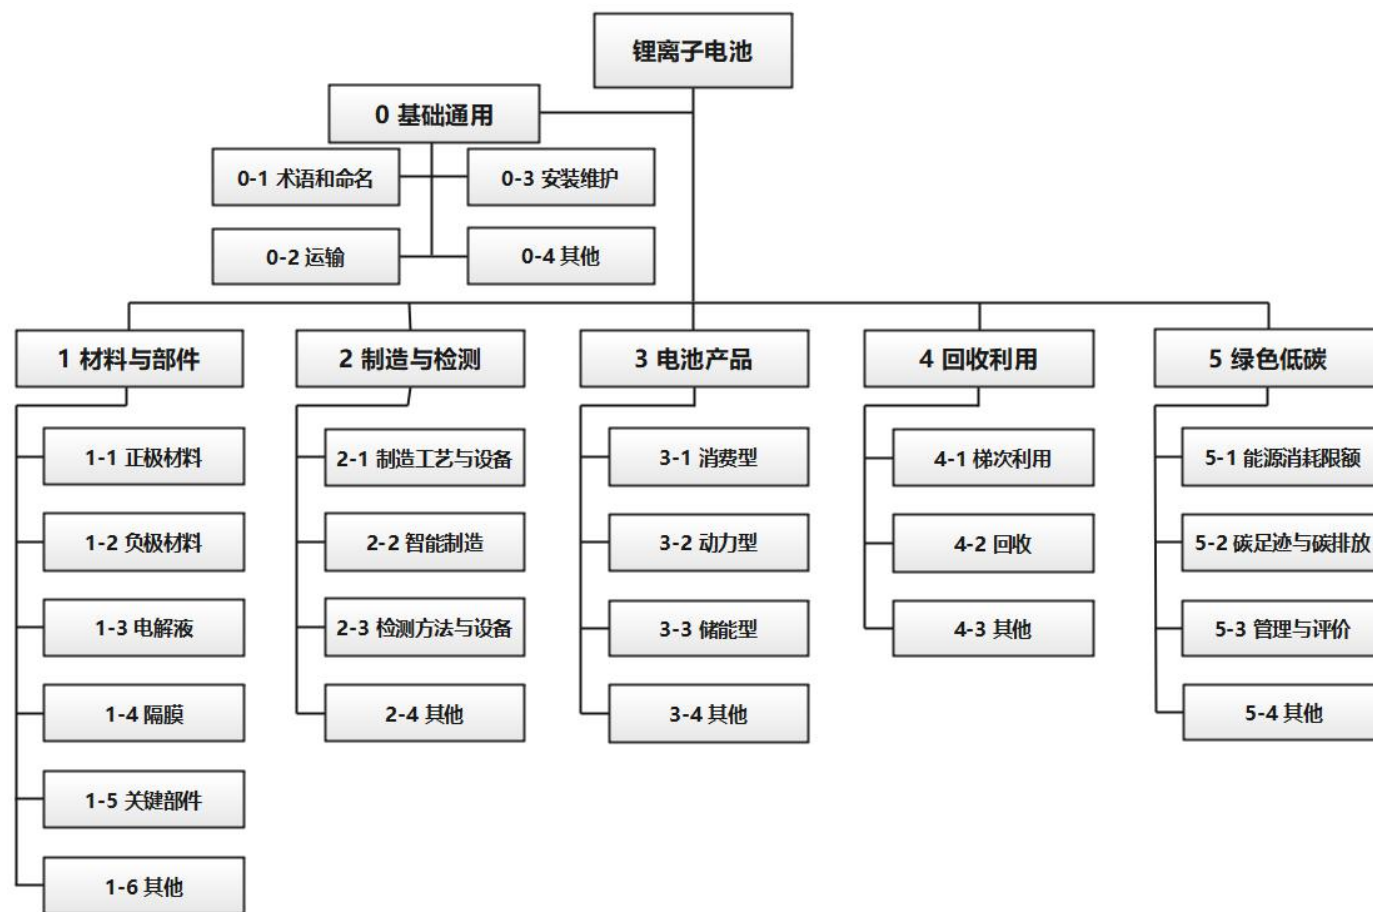 锂离子电池
0 基础通用
0-1 术语和命名
0-3 安装维护
0-2 运输
0-4 其他
1 材料与部件
2 制造与检测
3 电池产品
4 回收利用
5 绿色低碳
1-1 正极材料
2-1 制造工艺与设备
3-1 消费型
4-1 梯次利用
5-1 能源消耗限额
1-2 负极材料
2-2 智能制造
3-2 动力型
4-2 回收
5-2 碳足迹与碳排放
1-3 电解液
2-3 检测方法与设备
3-3 储能型
4-3 其他
5-3 管理与评价
1-4 隔膜
2-4 其他
3-4 其他
5-4 其他
1-5 关键部件
1-6 其他